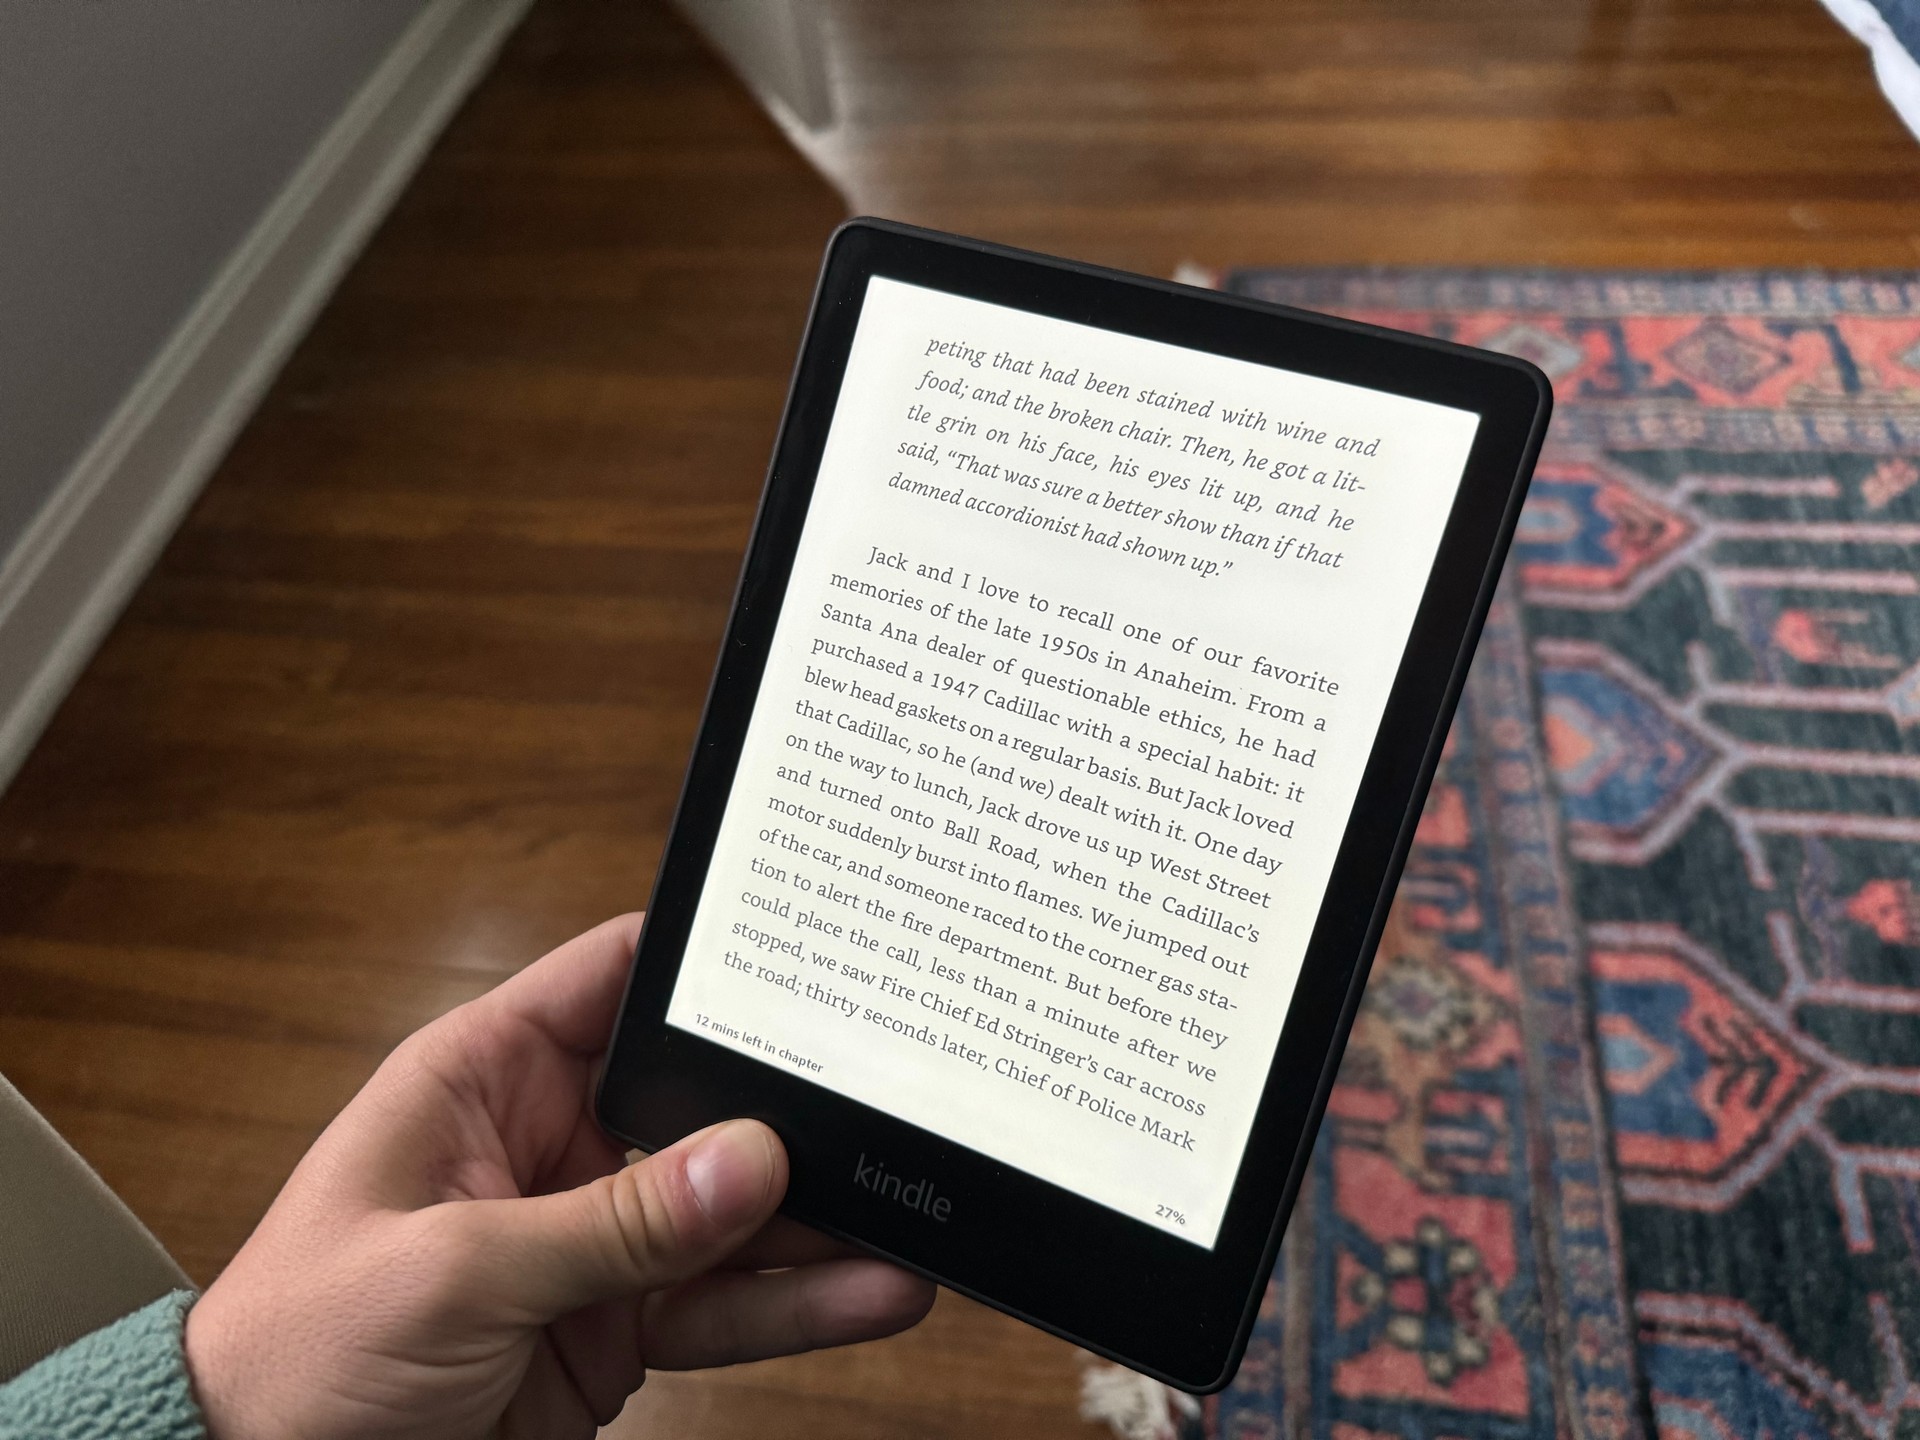 peting that had been stained with wine and
food; and the broken chair. Then, he got a lit-
tle grin on his face, his eyes lit up, and he
said, “That was sure a better show than if that
damned accordionist had shown up.”
Jack and I love to recall one of our favorite
memories of the late 1950s in Anaheim. From a
Santa Ana dealer of questionable ethics, he had
purchased a 1947 Cadillac with a special habit: it
blew head gaskets on a regular basis. But Jack loved
that Cadillac, so he (and we) dealt with it. One day
on the way to lunch, Jack drove us up West Street
and turned onto Ball Road, when the Cadillac’s
motor suddenly burst into flames. We jumped out
of the car, and someone raced to the corner gas sta-
tion to alert the fire department. But before they
could place the call, less than a minute after we
stopped, we saw Fire Chief Ed Stringer’s car across
the road; thirty seconds later, Chief of Police Mark
12 mins left in chapter
27%
kindle